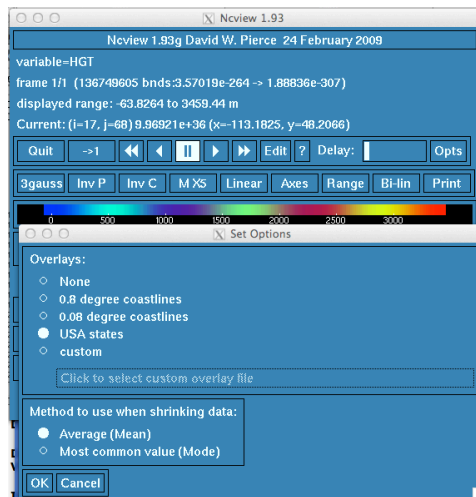 Ncview 1.93
Ncview 1.93g David W. Pierce 24 February 2009
variable=HGT
frame 1/1 (136749605 bnds:3.57019e-264 -> 1.88836e-307)
displayed range: -63.8264 to 3459.44 m
Current: (i=17, j=68) 9.96921e+36 (x=-113.1825, y=48.2066)
Quit ->1 Edit ? Delay: Opts
3gauss Inv P Inv C M X5 Linear Axes Range Bi-lin Print
0 500 1000 1500 2000 2500 3000
Set Options
Overlays:
None
0.8 degree coastlines
0.08 degree coastlines
USA states
custom
Click to select custom overlay file
Method to use when shrinking data:
Average (Mean)
Most common value (Mode)
OK Cancel